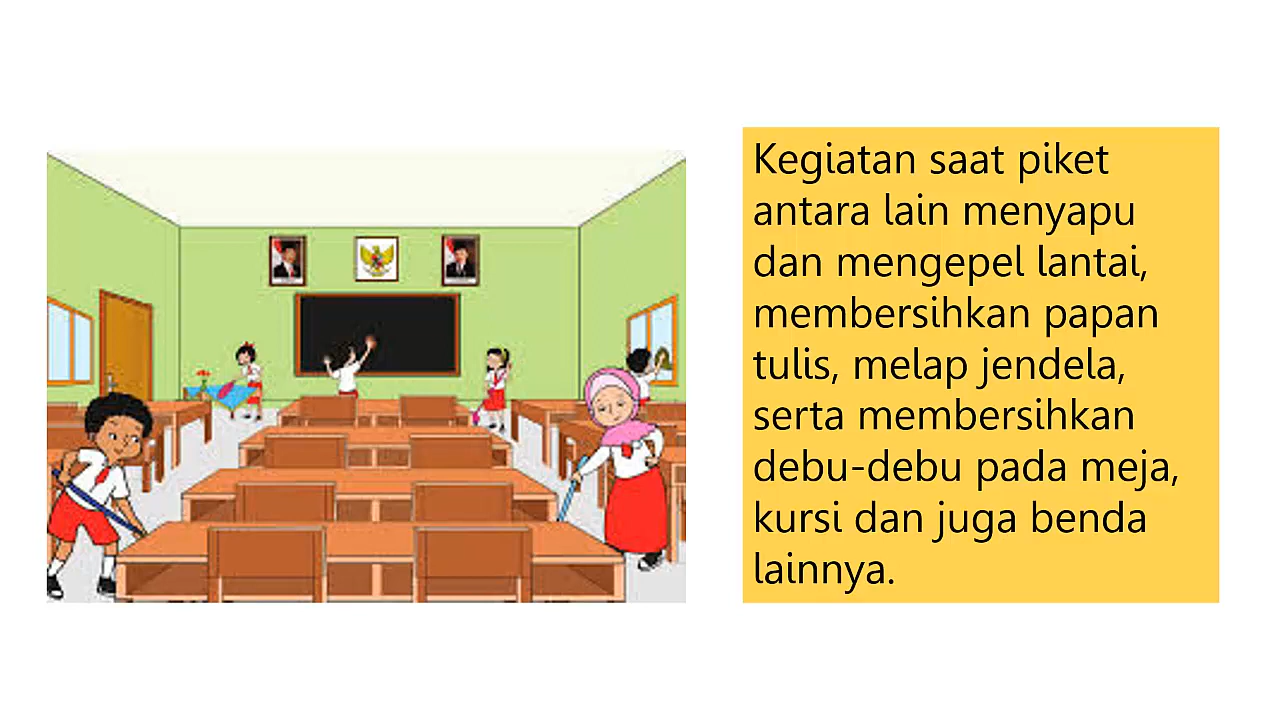 Kegiatan saat piket
antara lain menyapu
dan mengepel lantai,
membersihkan papan
tulis, melap jendela,
serta membersihkan
debu-debu pada meja,
kursi dan juga benda
lainnya.